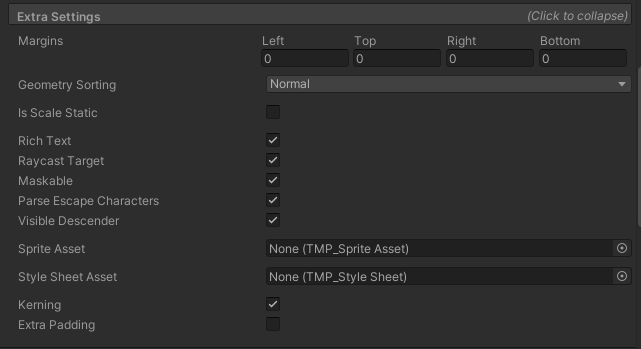 Extra Settings (Click to collapse)
Margins Left Top Right Bottom
0 0 0 0
Geometry Sorting Normal
Is Scale Static
Rich Text
Raycast Target
Maskable
Parse Escape Characters
Visible Descender
Sprite Asset None (TMP_Sprite Asset)
Style Sheet Asset None (TMP_Style Sheet)
Kerning
Extra Padding